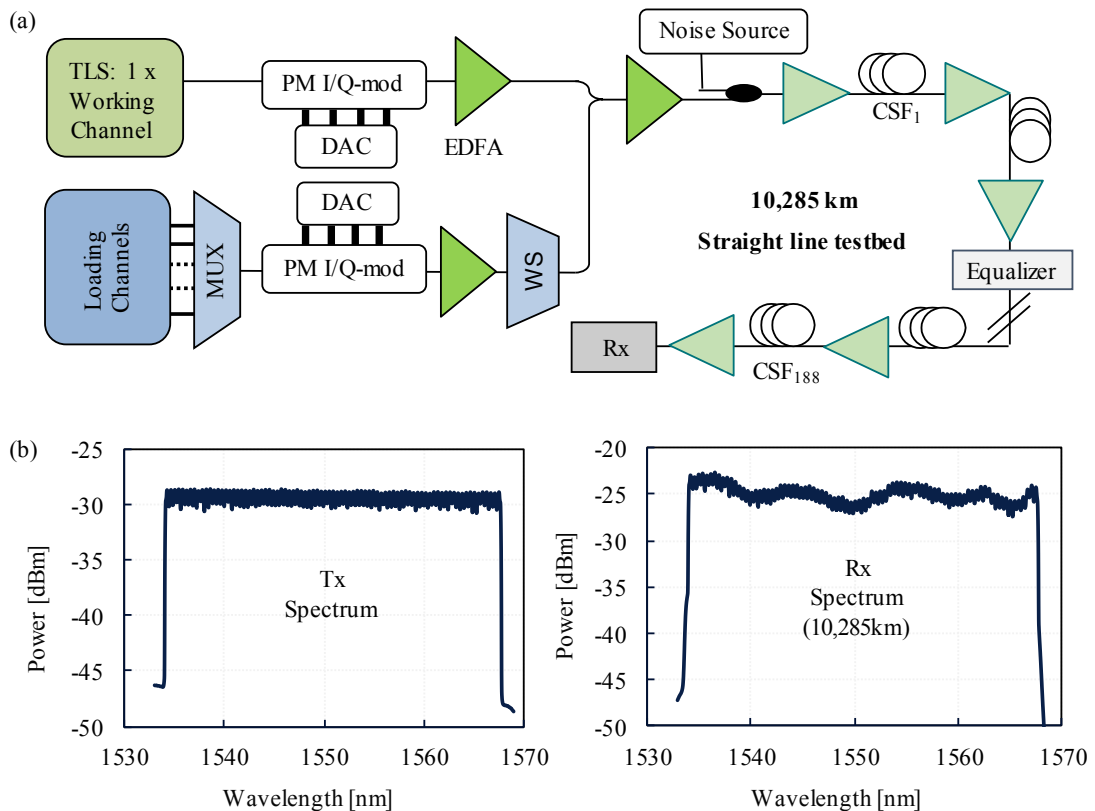 (a)
TLS: 1 x
Working
Channel
PM I/Q-mod
DAC
EDFA
Noise Source
CSF1
DAC
PM I/Q-mod
Loading
Channels
MUX
WS
10,285 km
Straight line testbed
Equalizer
Rx
CSF188
(b)
-25
-30
-35
-40
-45
-50
Power [dBm]
Tx
Spectrum
1530
1540
1550
1560
1570
Wavelength [nm]
-20
-25
-30
-35
-40
-45
-50
Power [dBm]
Rx
Spectrum
(10,285km)
1530
1540
1550
1560
1570
Wavelength [nm]